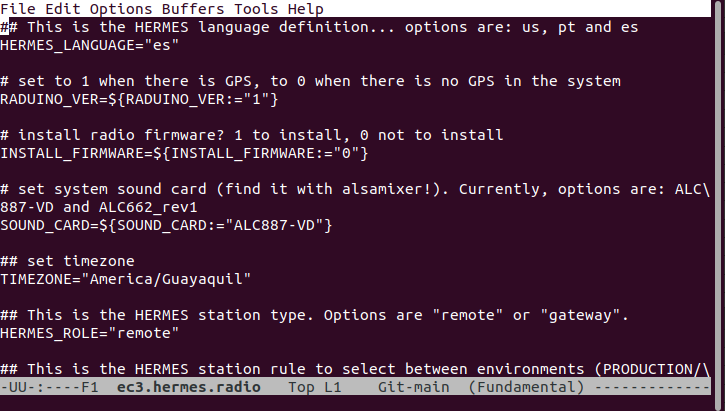 File Edit Options Buffers Tools Help
## This is the HERMES language definition... options are: us, pt and es
HERMES_LANGUAGE="es"
# set to 1 when there is GPS, to 0 when there is no GPS in the system
RADUINO_VER=${RADUINO_VER:="1"}
# install radio firmware? 1 to install, 0 not to install
INSTALL_FIRMWARE=${INSTALL_FIRMWARE:="0"}
# set system sound card (find it with alsamixer!). Currently, options are: ALC\
887-VD and ALC662_rev1
SOUND_CARD=${SOUND_CARD:="ALC887-VD"}
## set timezone
TIMEZONE="America/Guayaquil"
## This is the HERMES station type. Options are "remote" or "gateway".
HERMES_ROLE="remote"
## This is the HERMES station rule to select between environments (PRODUCTION/\
-UU-:----F1  ec3.hermes.radio   Top L1    Git-main  (Fundamental) -------------